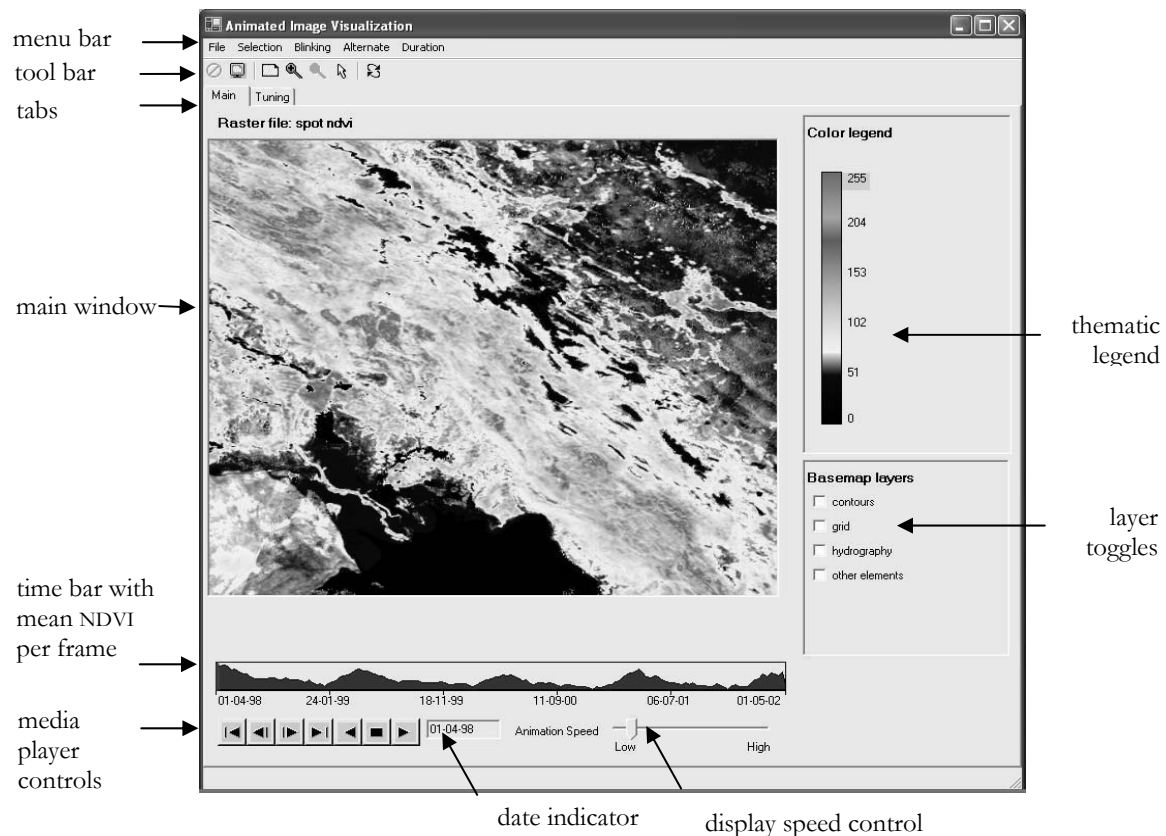 Animated Image Visualization
menu bar
File Selection Blinking Alternate Duration
tool bar
tabs
Main Tuning
Raster file: spot ndvi
Color legend
255
204
153
102
51
0
main window
thematic
legend
Basemap layers
contours
grid
hydrography
other elements
layer
toggles
time bar with
mean NDVI
per frame
01-04-98 24-01-99 18-11-99 11-09-00 06-07-01 01-05-02
media
player
controls
01-04-98
Animation Speed
Low High
date indicator
display speed control